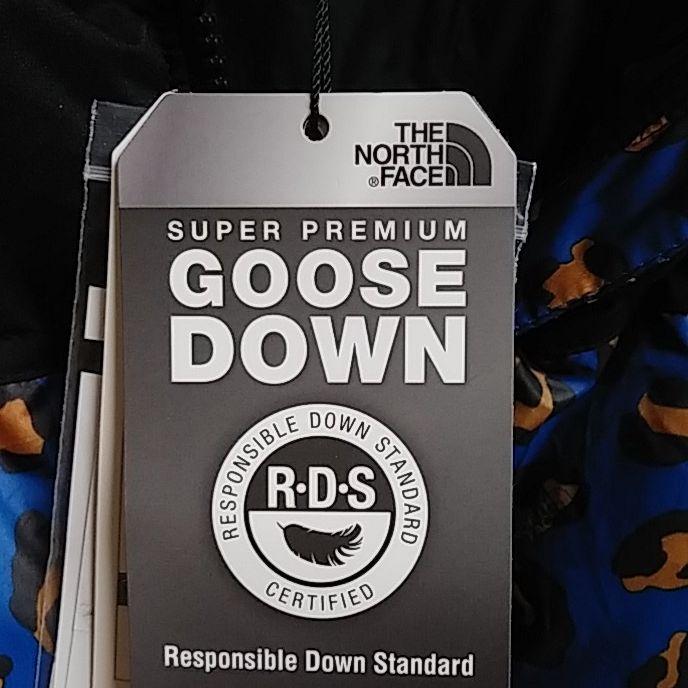 THE
NORTH
®FACE
SUPER PREMIUM
GOOSE
DOWN
RESPONSIBLE DOWN STANDARD
R·D·S
CERTIFIED
Responsible Down Standard